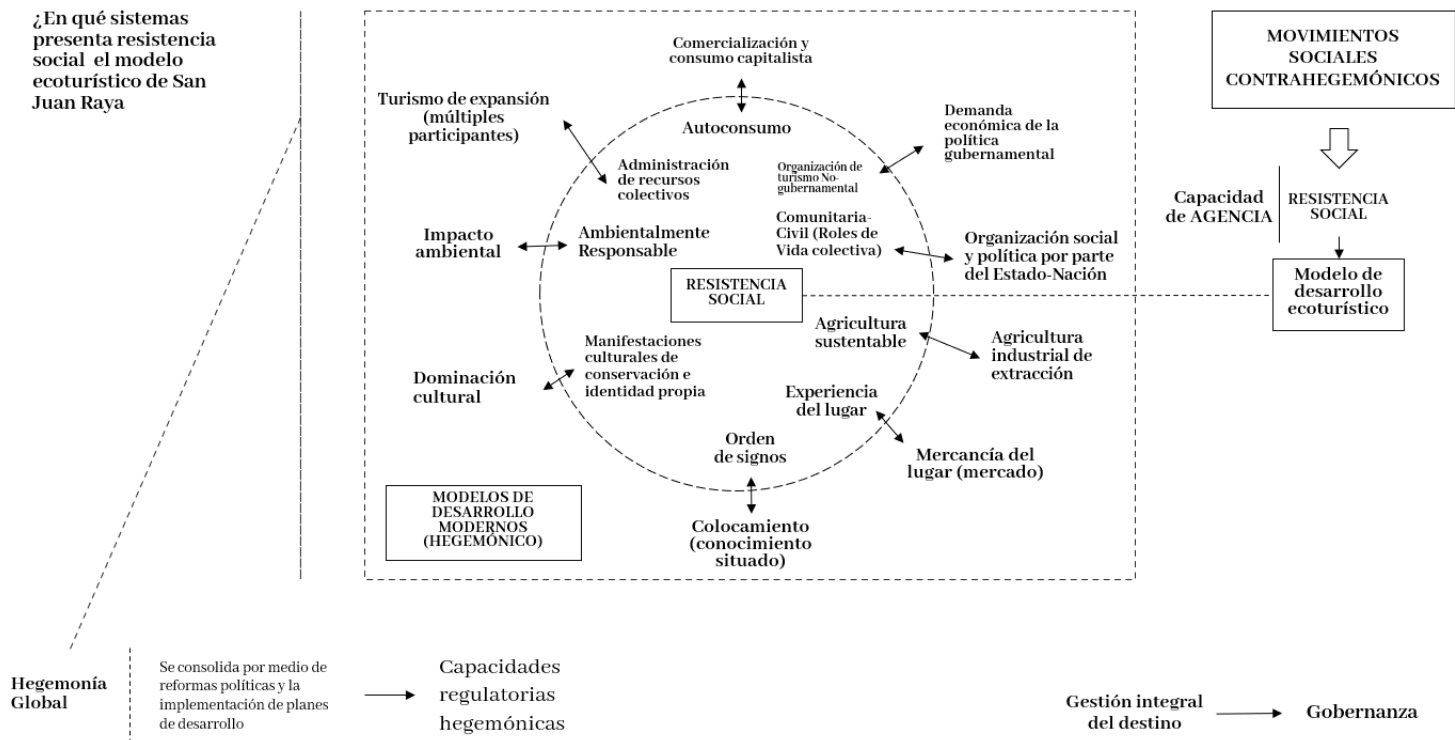 ¿En qué sistemas
presenta resistencia
social el modelo
ecoturístico de San
Juan Raya
Comercialización y
consumo capitalista
Autoconsumo
Turismo de expansión
(múltiples
participantes)
Administración
de recursos
colectivos
Demanda
económica de la
política
gubernamental
Organización de
turismo No-
gubernamental
Comunitaria-
Civil (Roles de
Vida colectiva)
Organización social
y política por parte
del Estado-Nación
Impacto
ambiental
Ambientalmente
Responsable
RESISTENCIA
SOCIAL
Agricultura
sustentable
Agricultura
industrial de
extracción
Manifestaciones
culturales de
conservación e
identidad propia
Dominación
cultural
Experiencia
del lugar
Mercancía del
lugar (mercado)
Orden
de signos
Colocamiento
(conocimiento
situado)
MODELOS DE
DESARROLLO
MODERNOS
(HEGEMÓNICO)
MOVIMIENTOS
SOCIALES
CONTRAHEGEMÓNICOS
Capacidad
de AGENCIA
RESISTENCIA
SOCIAL
Modelo de
desarrollo
ecoturístico
Hegemonía
Global
Se consolida por medio de
reformas políticas y la
implementación de planes
de desarrollo
Capacidades
regulatorias
hegemónicas
Gestión integral
del destino
Gobernanza